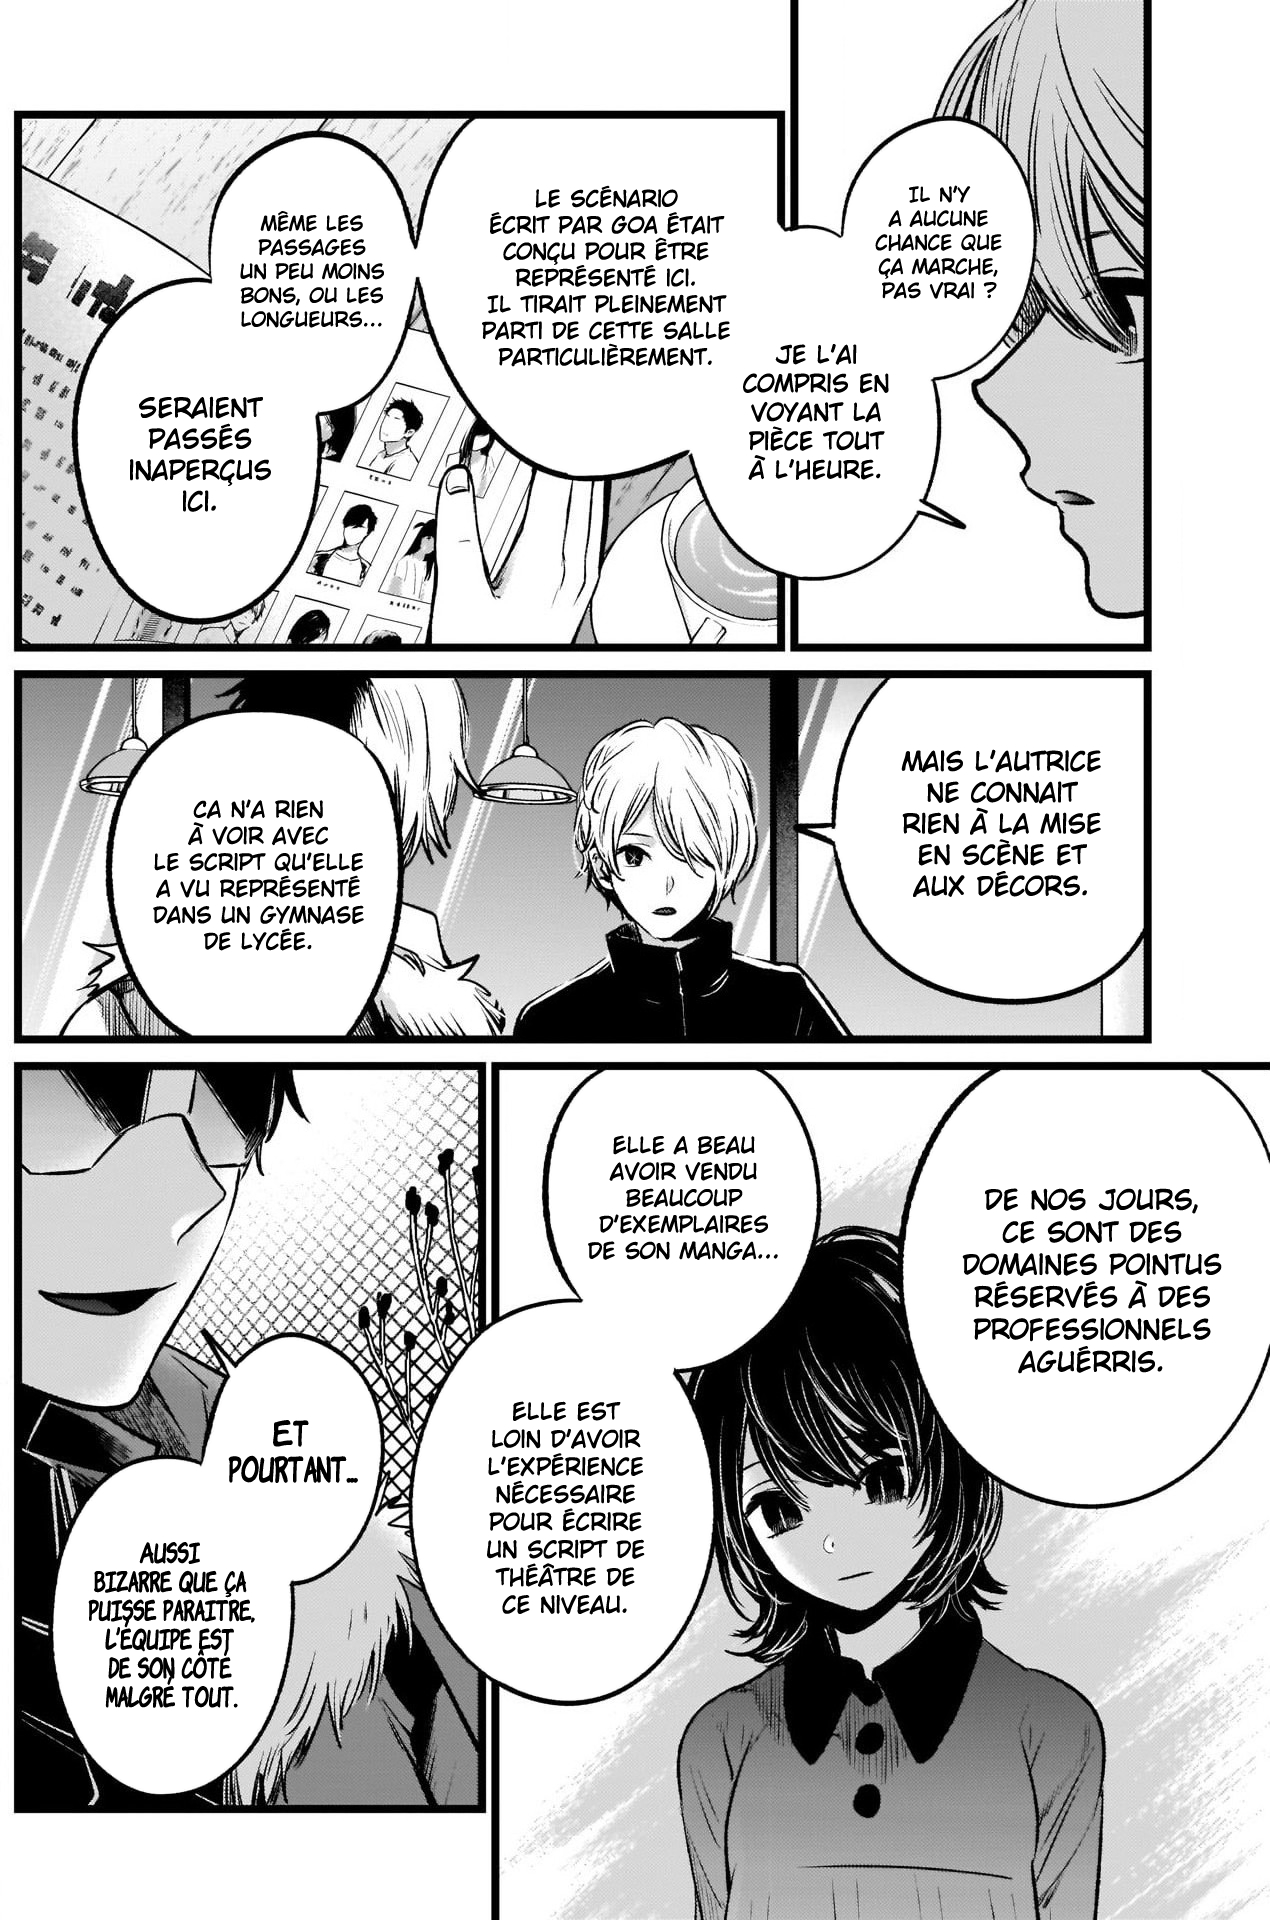 IL N'Y
A AUCUNE
CHANCE QUE
ÇA MARCHE,
PAS VRAI ?
JE L'AI
COMPRIS EN
VOYANT LA
PIÈCE TOUT
À L'HEURE.
LE SCÉNARIO
ÉCRIT PAR GOA ÉTAIT
CONÇU POUR ÊTRE
REPRÉSENTÉ ICI.
IL TIRAIT PLEINEMENT
PARTI DE CETTE SALLE
PARTICULIÈREMENT.
MÊME LES
PASSAGES
UN PEU MOINS
BONS, OU LES
LONGUEURS...
SERAIENT
PASSÉS
INAPERÇUS
ICI.
MAIS L'AUTRICE
NE CONNAIT
RIEN À LA MISE
EN SCÈNE ET
AUX DÉCORS.
CA N'A RIEN
À VOIR AVEC
LE SCRIPT QU'ELLE
A VU REPRÉSENTÉ
DANS UN GYMNASE
DE LYCÉE.
DE NOS JOURS,
CE SONT DES
DOMAINES POINTUS
RÉSERVÉS À DES
PROFESSIONNELS
AGUÉRRIS.
ELLE A BEAU
AVOIR VENDU
BEAUCOUP
D'EXEMPLAIRES
DE SON MANGA...
ELLE EST
LOIN D'AVOIR
L'EXPÉRIENCE
NÉCESSAIRE
POUR ÉCRIRE
UN SCRIPT DE
THÉÂTRE DE
CE NIVEAU.
ET
POURTANT...
AUSSI
BIZARRE QUE ÇA
PUISSE PARAITRE,
L'ÉQUIPE EST
DE SON CÔTÉ
MALGRÉ TOUT.